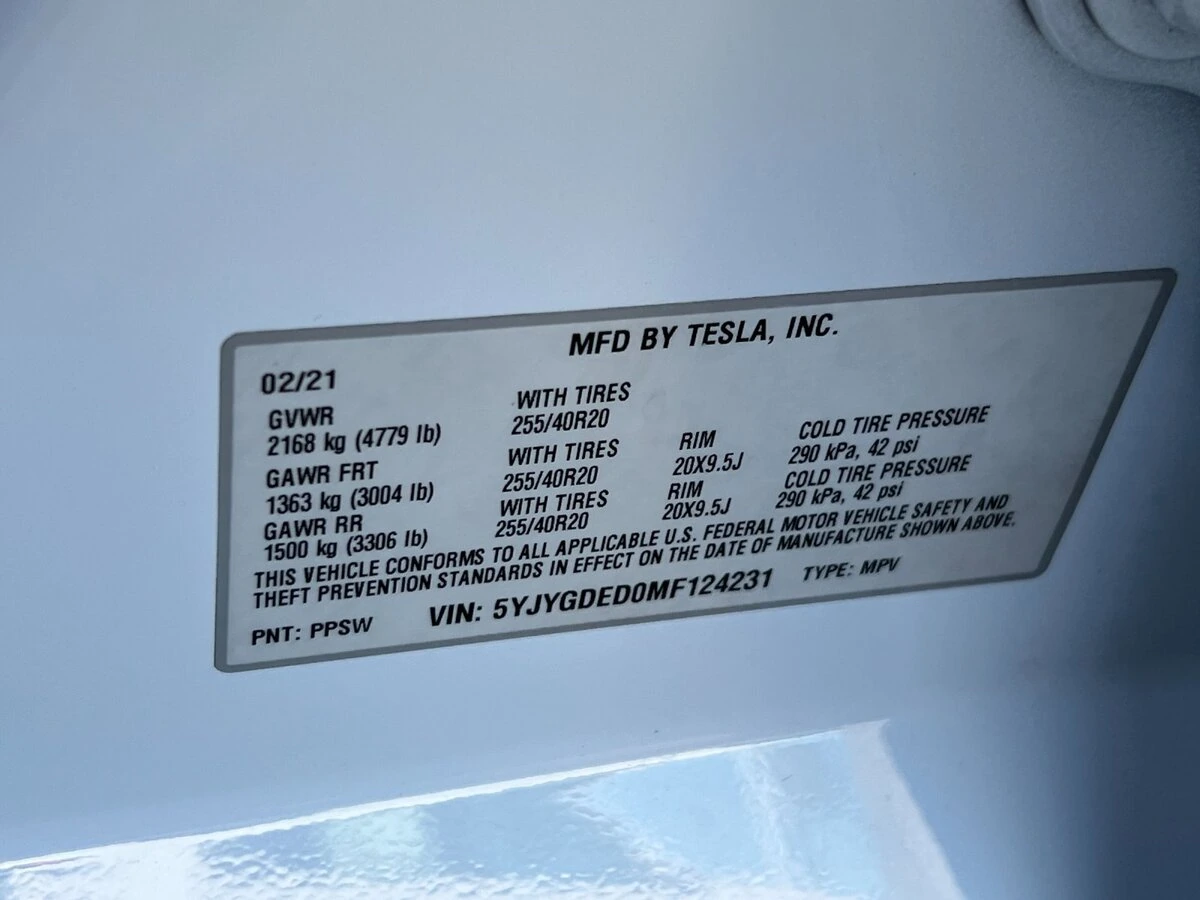 MFD BY TESLA, INC.
02/21
GVWR WITH TIRES
2168 kg (4779 lb) 255/40R20
GAWR FRT WITH TIRES RIM COLD TIRE PRESSURE
1363 kg (3004 lb) 255/40R20 20X9.5J 290 kPa, 42 psi
GAWR RR WITH TIRES RIM COLD TIRE PRESSURE
1500 kg (3306 lb) 255/40R20 20X9.5J 290 kPa, 42 psi
THIS VEHICLE CONFORMS TO ALL APPLICABLE U.S. FEDERAL MOTOR VEHICLE SAFETY AND
THEFT PREVENTION STANDARDS IN EFFECT ON THE DATE OF MANUFACTURE SHOWN ABOVE.
PNT: PPSW VIN: 5YJYGDED0MF124231 TYPE: MPV